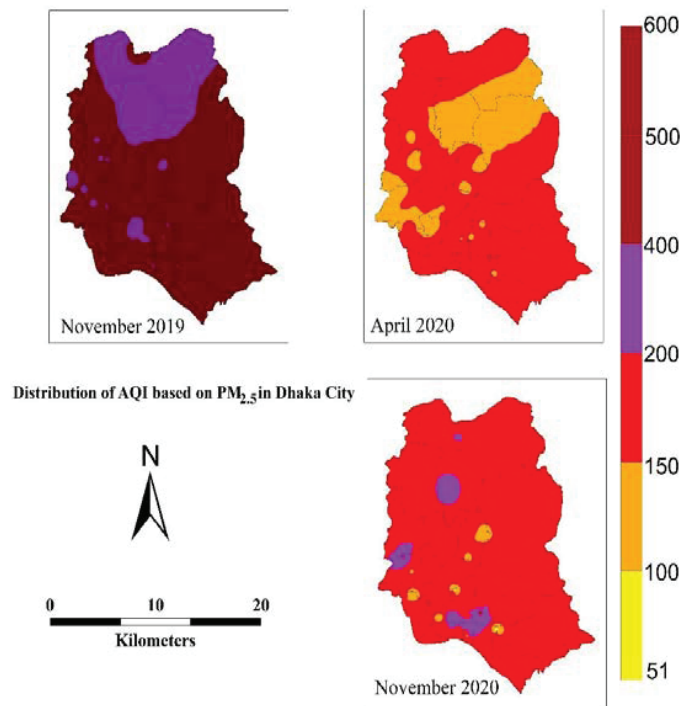 November 2019
April 2020
600
500
400
200
150
100
51
Distribution of AQI based on PM2.5 in Dhaka City
N
0 10 20
Kilometers
November 2020